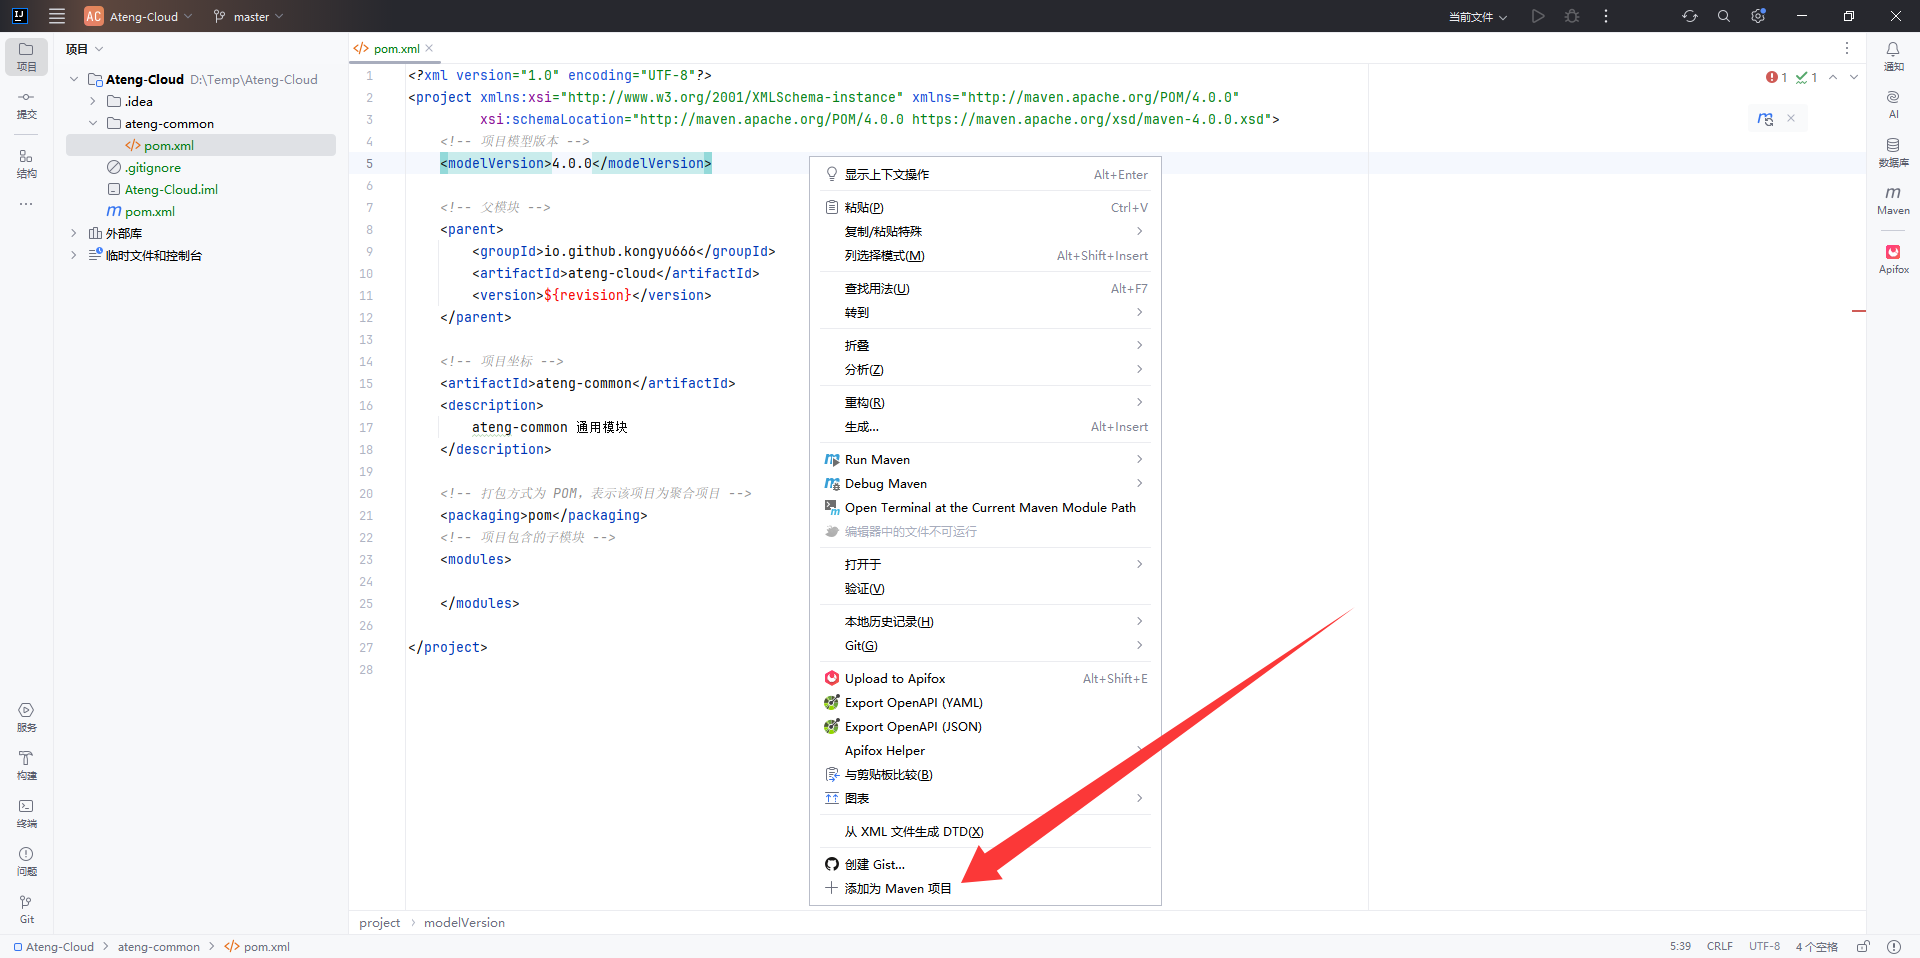 AC Ateng-Cloud master 当前文件
项目
提交
结构
服务
构建
终端
问题
Git
项目
Ateng-Cloud D:\Temp\Ateng-Cloud
.idea
ateng-common
pom.xml
.gitignore
Ateng-Cloud.iml
pom.xml
外部库
临时文件和控制台
pom.xml
1 <?xml version="1.0" encoding="UTF-8"?>
2 <project xmlns:xsi="http://www.w3.org/2001/XMLSchema-instance" xmlns="http://maven.apache.org/POM/4.0.0"
3 xsi:schemaLocation="http://maven.apache.org/POM/4.0.0 https://maven.apache.org/xsd/maven-4.0.0.xsd">
4 <!-- 项目模型版本 -->
5 <modelVersion>4.0.0</modelVersion>
6
7 <!-- 父模块 -->
8 <parent>
9 <groupId>io.github.kongyu666</groupId>
10 <artifactId>ateng-cloud</artifactId>
11 <version>${revision}</version>
12 </parent>
13
14 <!-- 项目坐标 -->
15 <artifactId>ateng-common</artifactId>
16 <description>
17 ateng-common 通用模块
18 </description>
19
20 <!-- 打包方式为 POM，表示该项目为聚合项目 -->
21 <packaging>pom</packaging>
22 <!-- 项目包含的子模块 -->
23 <modules>
24
25 </modules>
26
27 </project>
28
1 1
显示上下文操作 Alt+Enter
粘贴(P) Ctrl+V
复制/粘贴特殊
列选择模式(M) Alt+Shift+Insert
查找用法(U) Alt+F7
转到
折叠
分析(Z)
重构(R)
生成... Alt+Insert
Run Maven
Debug Maven
Open Terminal at the Current Maven Module Path
编辑器中的文件不可运行
打开于
验证(V)
本地历史记录(H)
Git(G)
Upload to Apifox Alt+Shift+E
Export OpenAPI (YAML)
Export OpenAPI (JSON)
Apifox Helper
与剪贴板比较(B)
图表
从 XML 文件生成 DTD(X)
创建 Gist...
添加为 Maven 项目
通知
AI
数据库
Maven
Apifox
project modelVersion
Ateng-Cloud ateng-common pom.xml 5:39 CRLF UTF-8 4 个空格